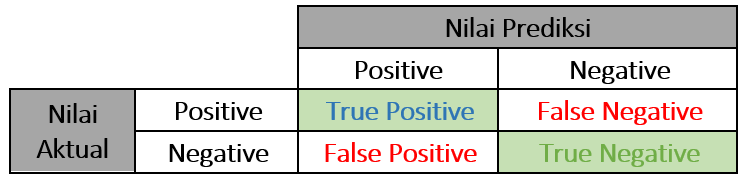 Nilai Prediksi
Positive Negative
Nilai Aktual
Positive True Positive False Negative
Negative False Positive True Negative